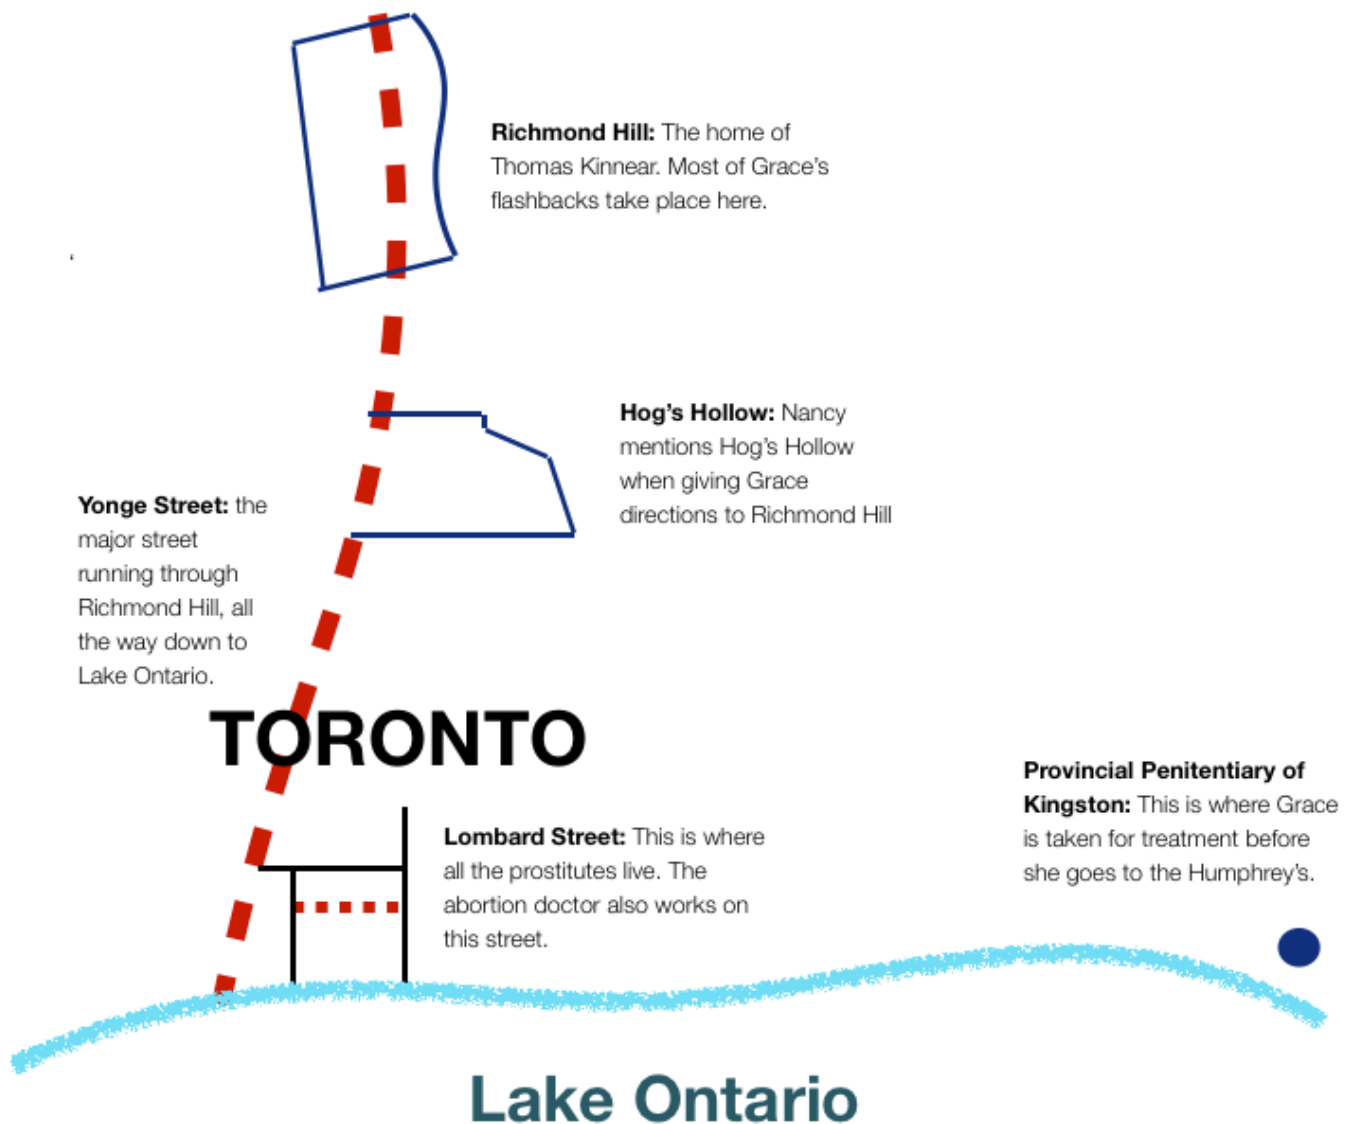 Richmond Hill: The home of
Thomas Kinnear. Most of Grace's
flashbacks take place here.
Hog's Hollow: Nancy
mentions Hog's Hollow
when giving Grace
directions to Richmond Hill
Yonge Street: the
major street
running through
Richmond Hill, all
the way down to
Lake Ontario.
TORONTO
Provincial Penitentiary of
Kingston: This is where Grace
is taken for treatment before
she goes to the Humphrey's.
Lombard Street: This is where
all the prostitutes live. The
abortion doctor also works on
this street.
Lake Ontario